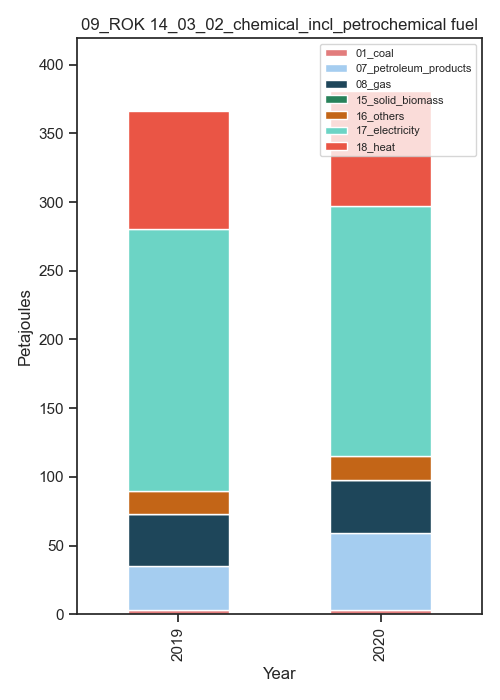 09_ROK 14_03_02_chemical_incl_petrochemical fuel
01_coal
07_petroleum_products
08_gas
15_solid_biomass
16_others
17_electricity
18_heat
400
350
300
250
200
150
100
50
0
Petajoules
2019
2020
Year